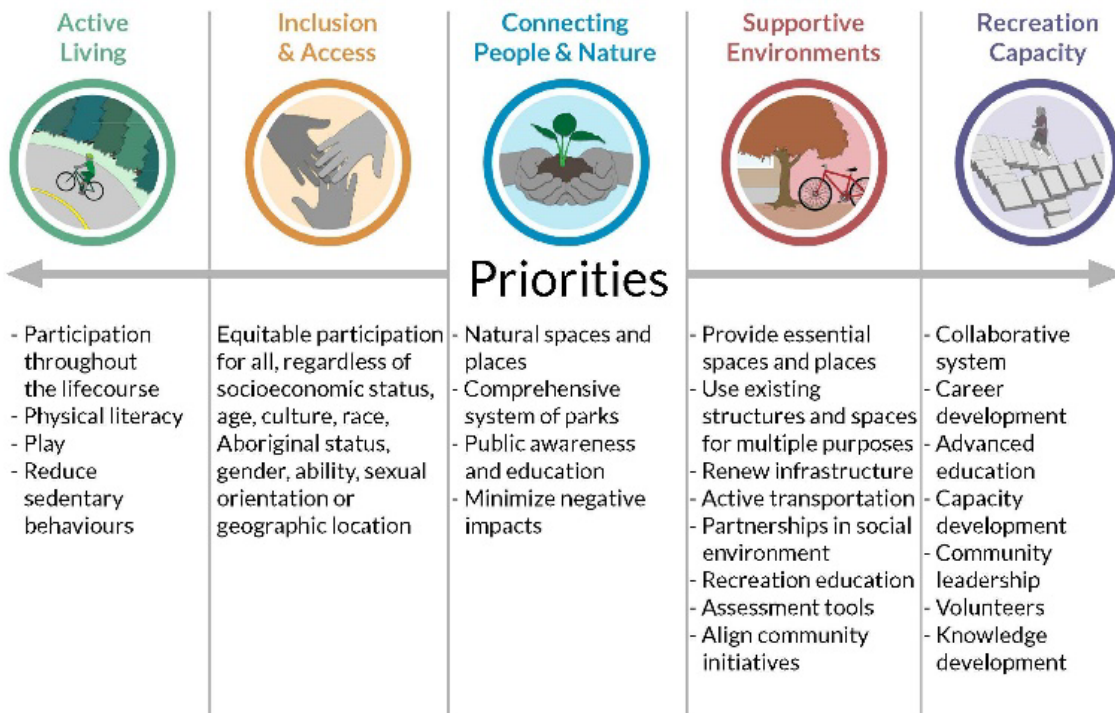 Active
Living
Inclusion
& Access
Connecting
People & Nature
Supportive
Environments
Recreation
Capacity
Priorities
- Participation
throughout
the lifecourse
- Physical literacy
- Play
- Reduce
sedentary
behaviours
Equitable participation
for all, regardless of
socioeconomic status,
age, culture, race,
Aboriginal status,
gender, ability, sexual
orientation or
geographic location
- Natural spaces and
places
- Comprehensive
system of parks
- Public awareness
and education
- Minimize negative
impacts
- Provide essential
spaces and places
- Use existing
structures and spaces
for multiple purposes
- Renew infrastructure
- Active transportation
- Partnerships in social
environment
- Recreation education
- Assessment tools
- Align community
initiatives
- Collaborative
system
- Career
development
- Advanced
education
- Capacity
development
- Community
leadership
- Volunteers
- Knowledge
development